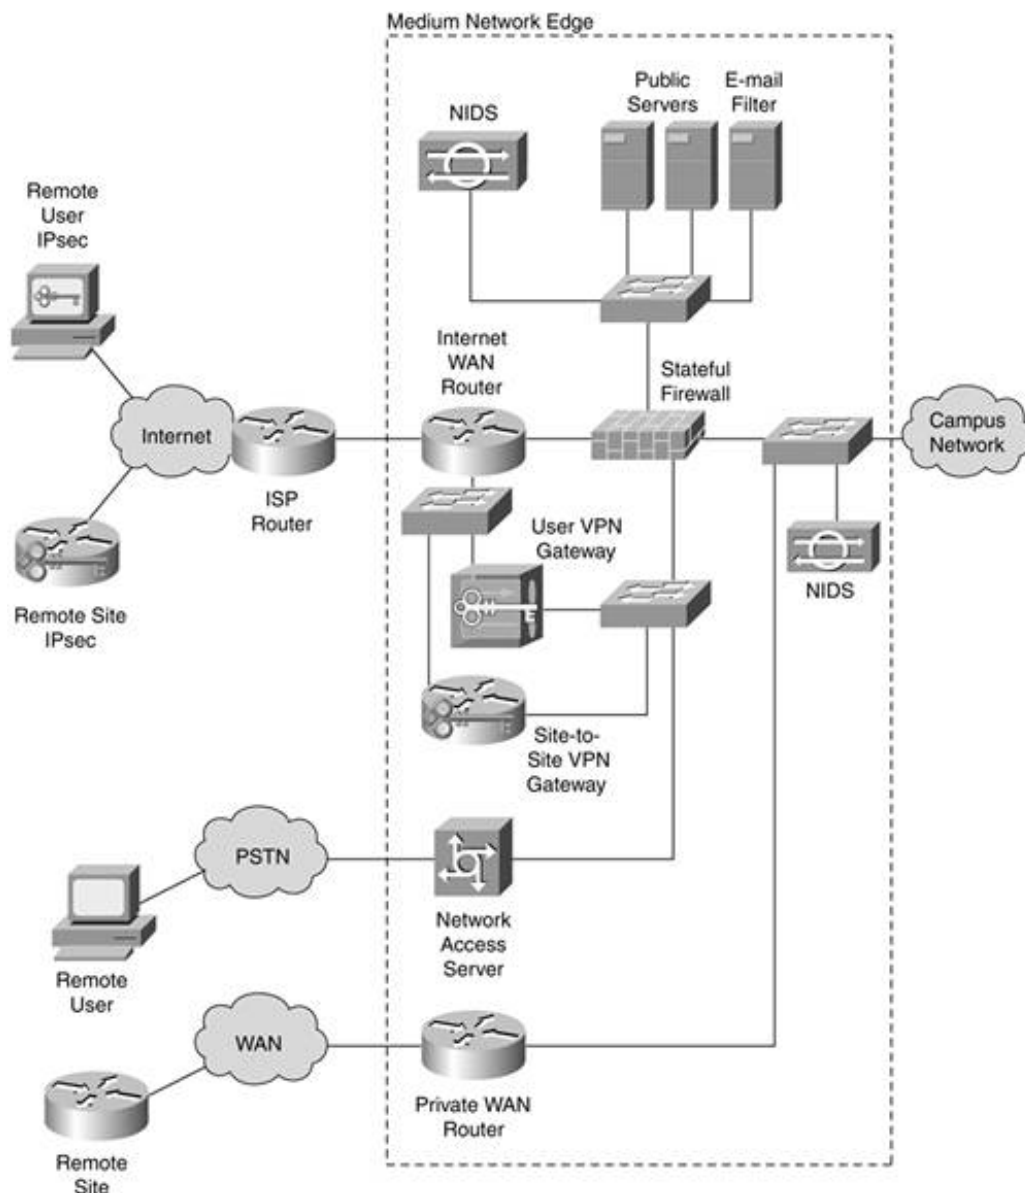 Medium Network Edge
Public
Servers
E-mail
Filter
NIDS
Remote
User
IPsec
Internet
WAN
Router
Stateful
Firewall
Internet
Campus
Network
ISP
Router
User VPN
Gateway
NIDS
Remote Site
IPsec
Site-to-
Site VPN
Gateway
PSTN
Network
Access
Server
Remote
User
WAN
Private WAN
Router
Remote
Site